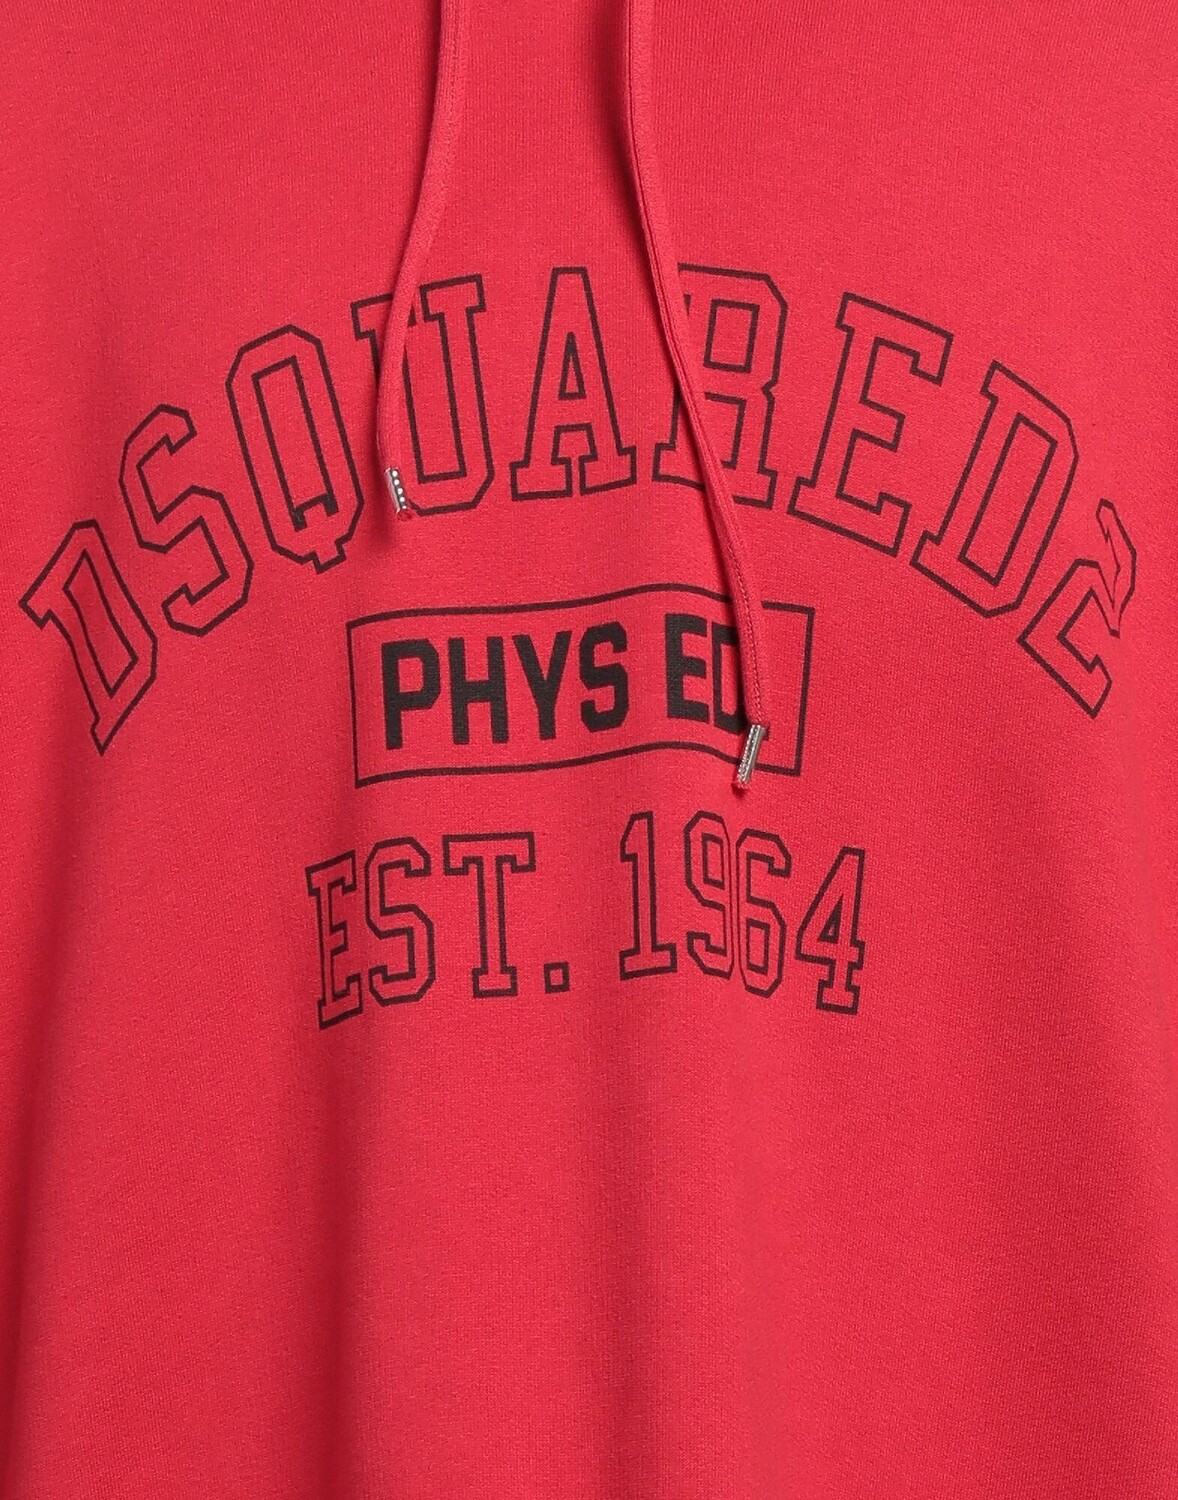 DSQUARED2
PHYS ED
EST. 1964